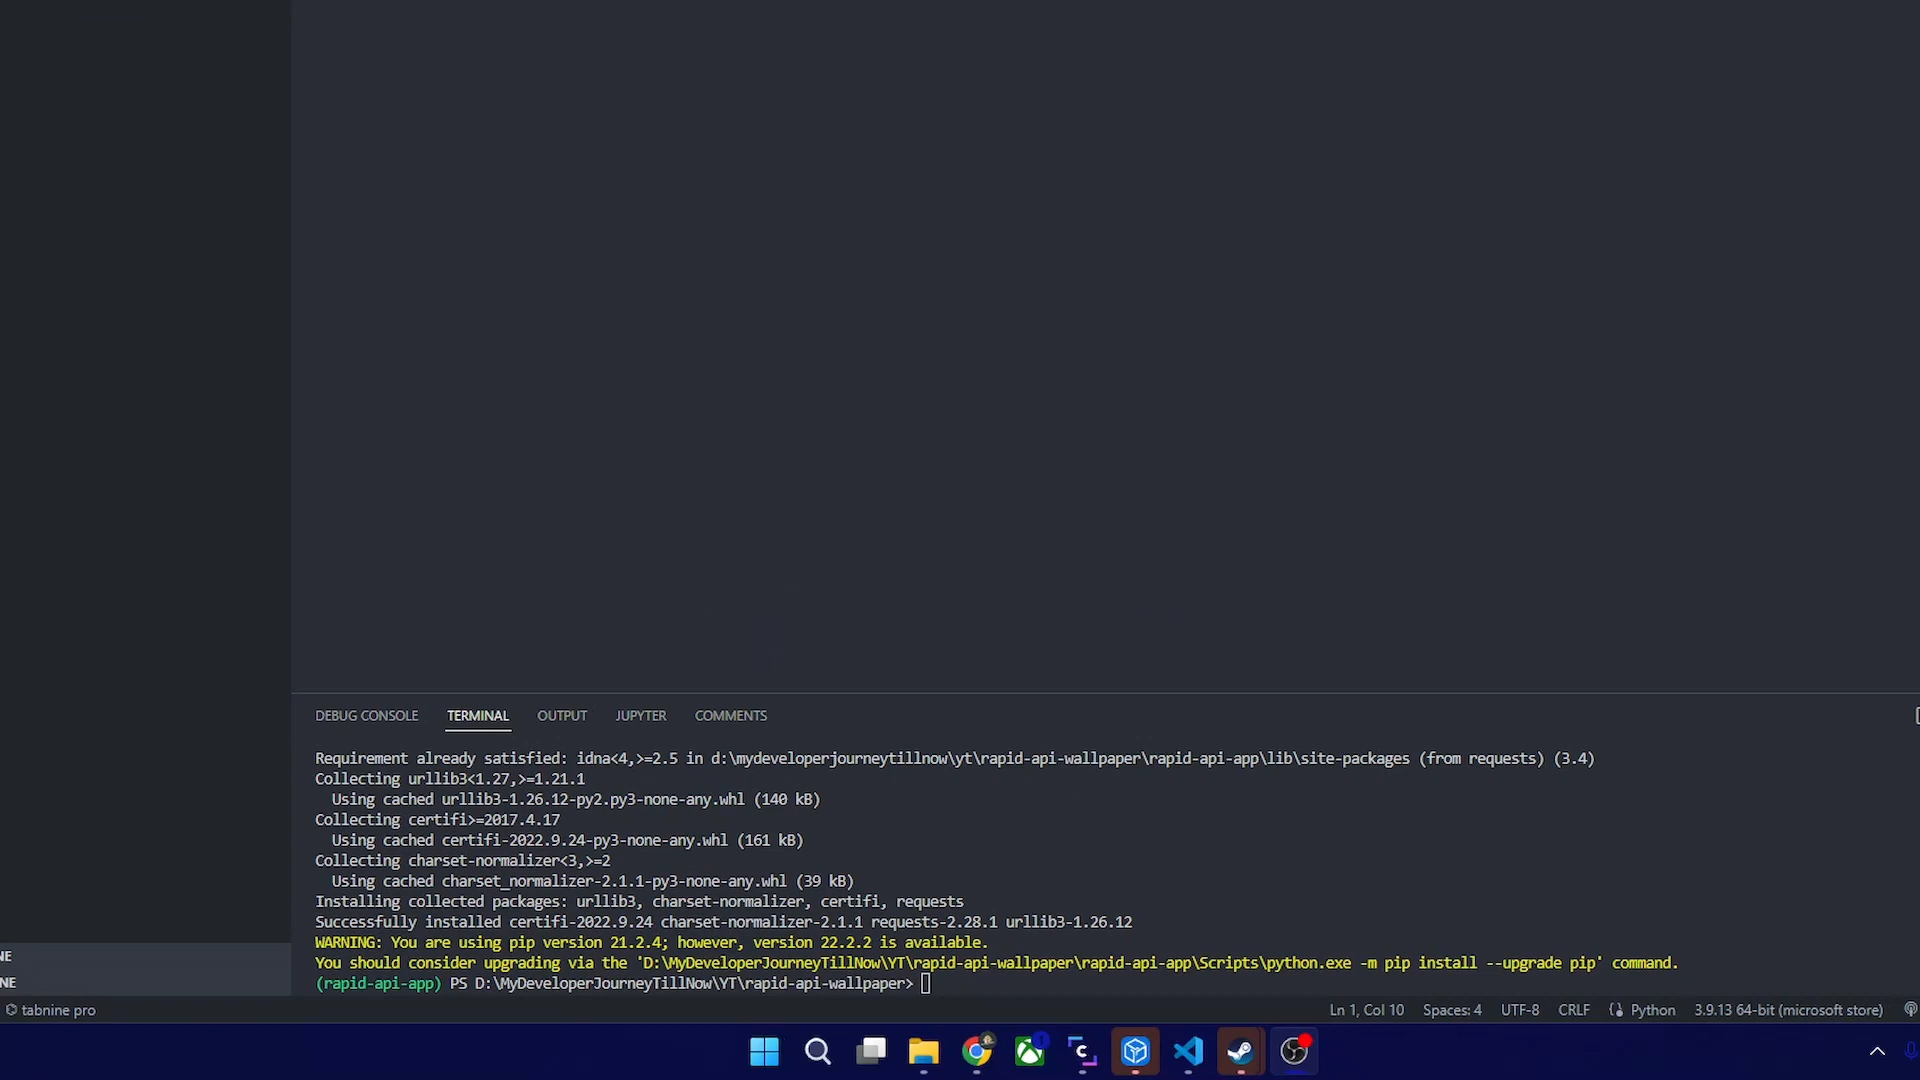 DEBUG CONSOLE TERMINAL OUTPUT JUPYTER COMMENTS
Requirement already satisfied: idna<4,>=2.5 in d:\mydeveloperjourneytillnow\yt\rapid-api-wallpaper\rapid-api-app\lib\site-packages (from requests) (3.4)
Collecting urllib3<1.27,>=1.21.1
Using cached urllib3-1.26.12-py2.py3-none-any.whl (140 kB)
Collecting certifi>=2017.4.17
Using cached certifi-2022.9.24-py3-none-any.whl (161 kB)
Collecting charset-normalizer<3,>=2
Using cached charset_normalizer-2.1.1-py3-none-any.whl (39 kB)
Installing collected packages: urllib3, charset-normalizer, certifi, requests
Successfully installed certifi-2022.9.24 charset-normalizer-2.1.1 requests-2.28.1 urllib3-1.26.12
WARNING: You are using pip version 21.2.4; however, version 22.2.2 is available.
You should consider upgrading via the 'D:\MyDeveloperJourneyTillNow\YT\rapid-api-wallpaper\rapid-api-app\Scripts\python.exe -m pip install --upgrade pip' command.
(rapid-api-app) PS D:\MyDeveloperJourneyTillNow\YT\rapid-api-wallpaper>
NE
NE
tabnine pro Ln 1, Col 10 Spaces: 4 UTF-8 CRLF Python 3.9.13 64-bit (microsoft store)